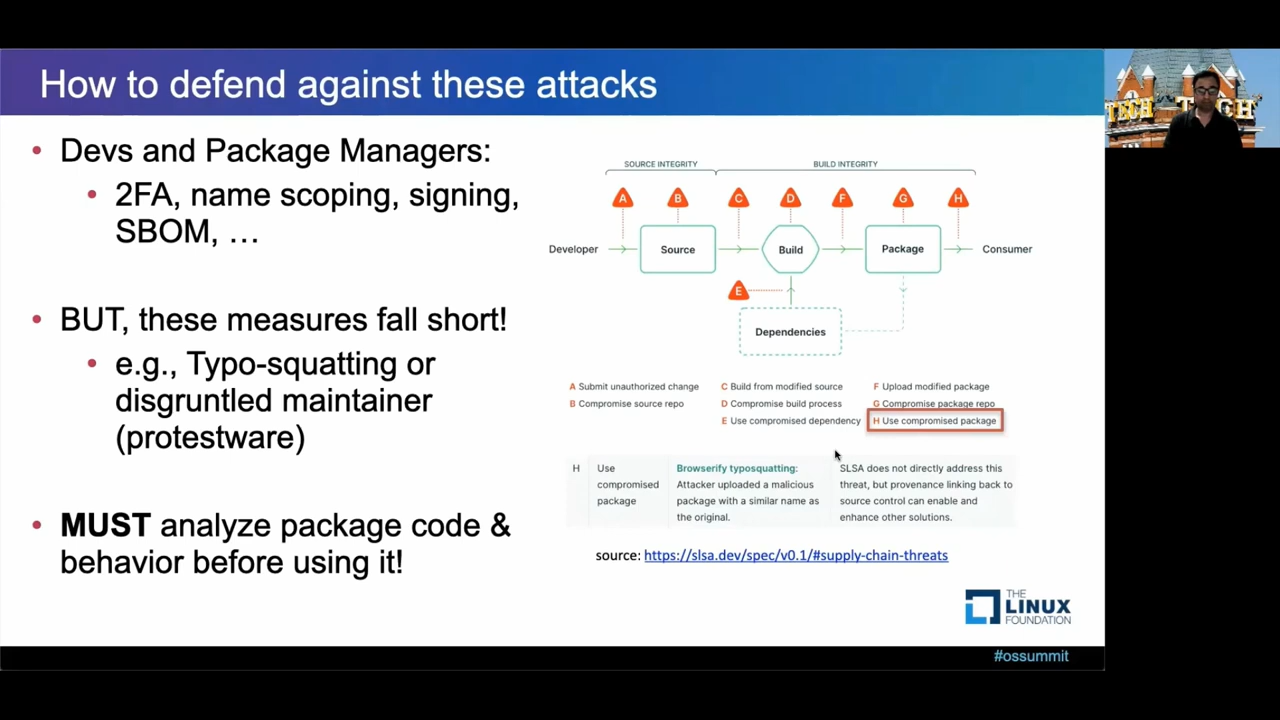 How to defend against these attacks
TECH TECH
• Devs and Package Managers:
• 2FA, name scoping, signing,
SBOM, …
• BUT, these measures fall short!
• e.g., Typo-squatting or
disgruntled maintainer
(protestware)
• MUST analyze package code &
behavior before using it!
SOURCE INTEGRITY
BUILD INTEGRITY
A B C D F G H
Developer Source Build Package Consumer
E
Dependencies
A Submit unauthorized change
B Compromise source repo
C Build from modified source
D Compromise build process
E Use compromised dependency
F Upload modified package
G Compromise package repo
H Use compromised package
H
Use
compromised
package
Browserify typosquatting:
Attacker uploaded a malicious
package with a similar name as
the original.
SLSA does not directly address this
threat, but provenance linking back to
source control can enable and
enhance other solutions.
source: https://slsa.dev/spec/v0.1/#supply-chain-threats
THE
LINUX
FOUNDATION
#ossummit